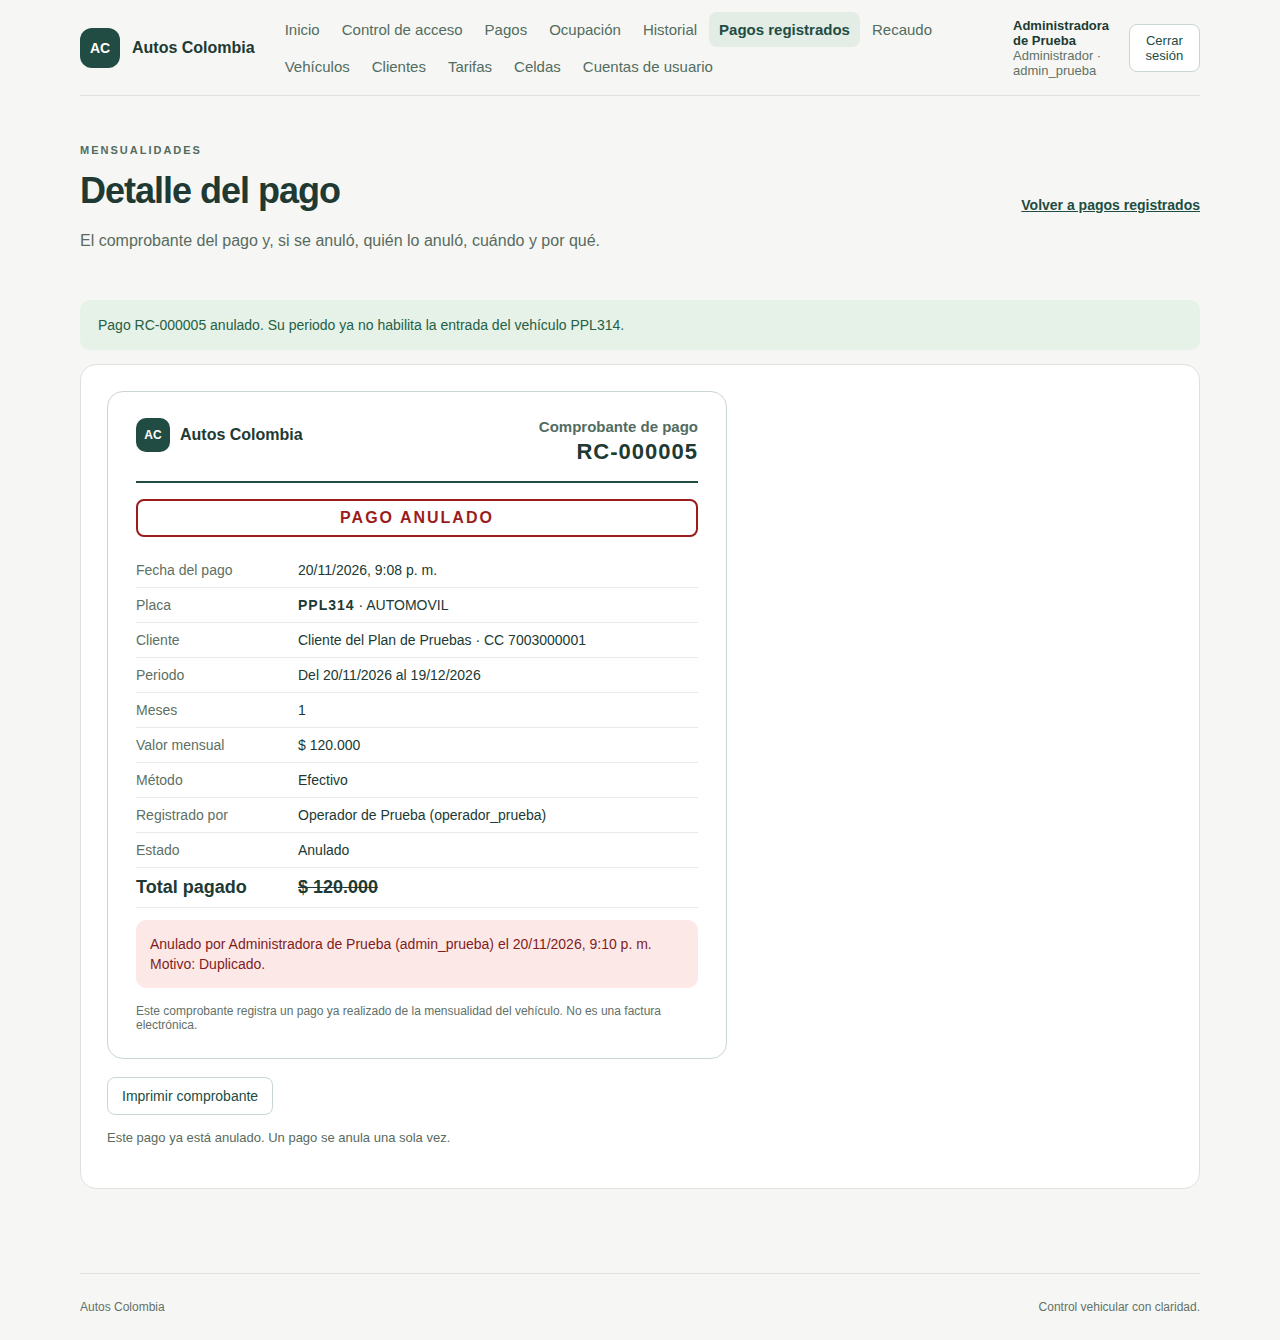 AC
Autos Colombia
Inicio
Control de acceso
Pagos
Ocupación
Historial
Pagos registrados
Recaudo
Vehículos
Clientes
Tarifas
Celdas
Cuentas de usuario
Administradora
de Prueba
Administrador ·
admin_prueba
Cerrar
sesión
MENSUALIDADES
Detalle del pago
Volver a pagos registrados
El comprobante del pago y, si se anuló, quién lo anuló, cuándo y por qué.
Pago RC-000005 anulado. Su periodo ya no habilita la entrada del vehículo PPL314.
AC
Autos Colombia
Comprobante de pago
RC-000005
PAGO ANULADO
Fecha del pago 20/11/2026, 9:08 p. m.
Placa PPL314 · AUTOMOVIL
Cliente Cliente del Plan de Pruebas · CC 7003000001
Periodo Del 20/11/2026 al 19/12/2026
Meses 1
Valor mensual $ 120.000
Método Efectivo
Registrado por Operador de Prueba (operador_prueba)
Estado Anulado
Total pagado $ 120.000
Anulado por Administradora de Prueba (admin_prueba) el 20/11/2026, 9:10 p. m.
Motivo: Duplicado.
Este comprobante registra un pago ya realizado de la mensualidad del vehículo. No es una factura
electrónica.
Imprimir comprobante
Este pago ya está anulado. Un pago se anula una sola vez.
Autos Colombia
Control vehicular con claridad.